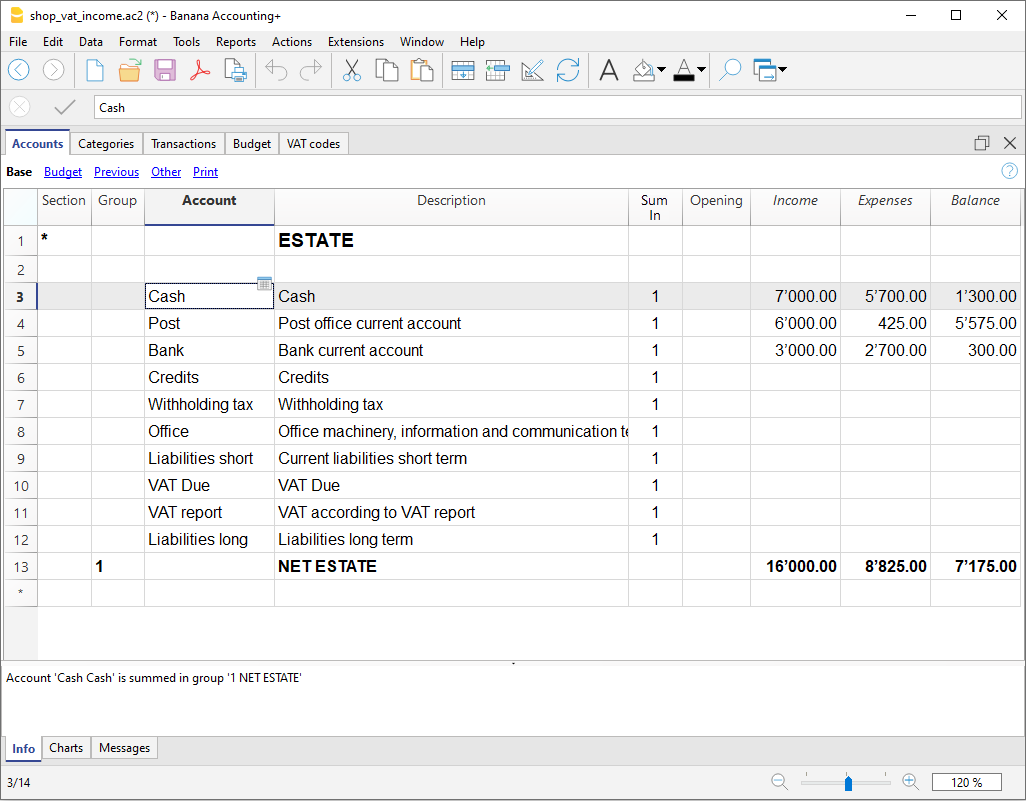 shop_vat_income.ac2 (*) - Banana Accounting+
File Edit Data Format Tools Reports Actions Extensions Window Help
Cash
Accounts Categories Transactions Budget VAT codes
Base Budget Previous Other Print
Section Group Account Description Sum In Opening Income Expenses Balance
1 * ESTATE
2
3 Cash Cash 1 7’000.00 5’700.00 1’300.00
4 Post Post office current account 1 6’000.00 425.00 5’575.00
5 Bank Bank current account 1 3’000.00 2’700.00 300.00
6 Credits Credits 1
7 Withholding tax Withholding tax 1
8 Office Office machinery, information and communication te 1
9 Liabilities short Current liabilities short term 1
10 VAT Due VAT Due 1
11 VAT report VAT according to VAT report 1
12 Liabilities long Liabilities long term 1
13 1 NET ESTATE 16’000.00 8’825.00 7’175.00
*
Account 'Cash Cash' is summed in group '1 NET ESTATE'
Info Charts Messages
3/14 120 %